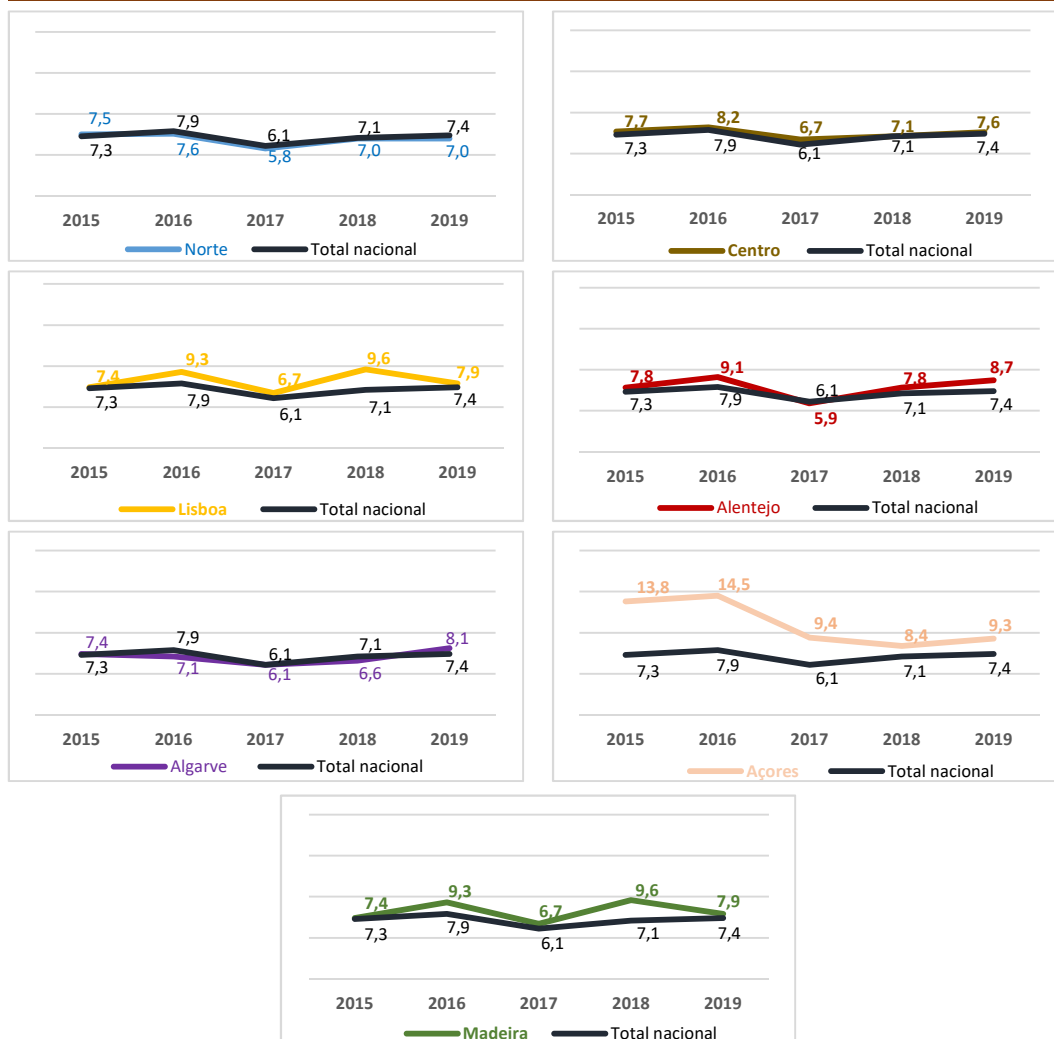 7,5 7,9 6,1 7,1 7,4
7,3 7,6 5,8 7,0 7,0
2015 2016 2017 2018 2019
Norte Total nacional
7,7 8,2 6,7 7,1 7,6
7,3 7,9 6,1 7,1 7,4
2015 2016 2017 2018 2019
Centro Total nacional
7,4 9,3 6,7 9,6 7,9
7,3 7,9 6,1 7,1 7,4
2015 2016 2017 2018 2019
Lisboa Total nacional
7,8 9,1 6,1 7,8 8,7
7,3 7,9 5,9 7,1 7,4
2015 2016 2017 2018 2019
Alentejo Total nacional
7,4 7,9 6,1 7,1 8,1
7,3 7,1 6,1 6,6 7,4
2015 2016 2017 2018 2019
Algarve Total nacional
13,8 14,5 9,4 8,4 9,3
7,3 7,9 6,1 7,1 7,4
2015 2016 2017 2018 2019
Açores Total nacional
7,4 9,3 6,7 9,6 7,9
7,3 7,9 6,1 7,1 7,4
2015 2016 2017 2018 2019
Madeira Total nacional